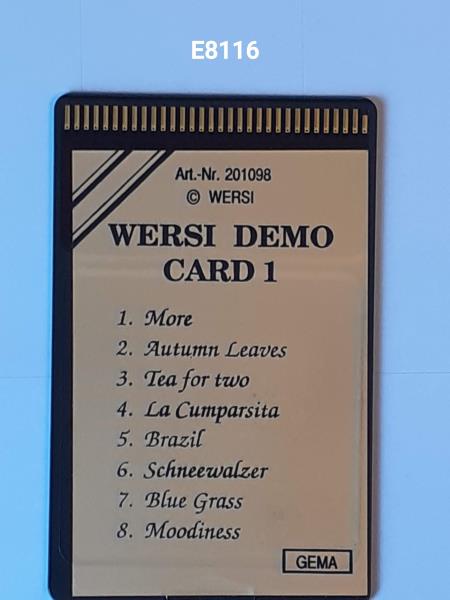 E8116
Art.-Nr. 201098
© WERSI
WERSI DEMO
CARD 1
1. More
2. Autumn Leaves
3. Tea for two
4. La Cumparsita
5. Brazil
6. Schneewalzer
7. Blue Grass
8. Moodiness
GEMA